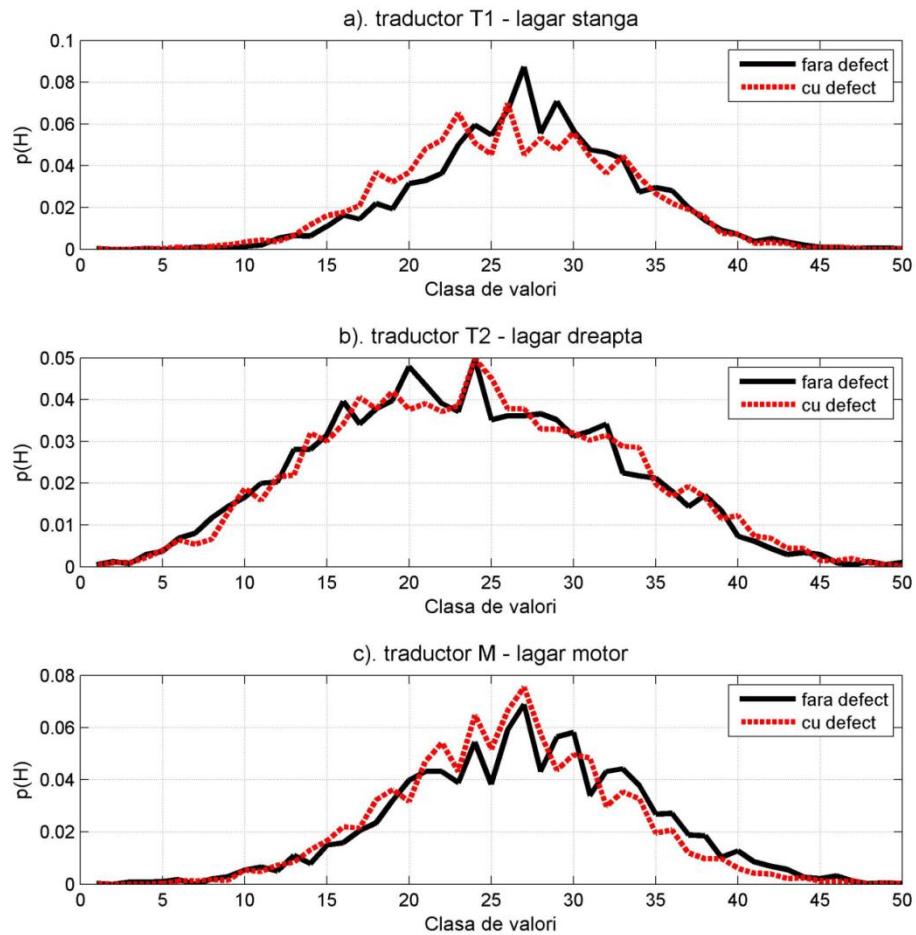 a). traductor T1 - lagar stanga
p(H)
0.1
0.08
0.06
0.04
0.02
0
fara defect
cu defect
0 5 10 15 20 25 30 35 40 45 50
Clasa de valori
b). traductor T2 - lagar dreapta
p(H)
0.05
0.04
0.03
0.02
0.01
0
fara defect
cu defect
0 5 10 15 20 25 30 35 40 45 50
Clasa de valori
c). traductor M - lagar motor
p(H)
0.08
0.06
0.04
0.02
0
fara defect
cu defect
0 5 10 15 20 25 30 35 40 45 50
Clasa de valori